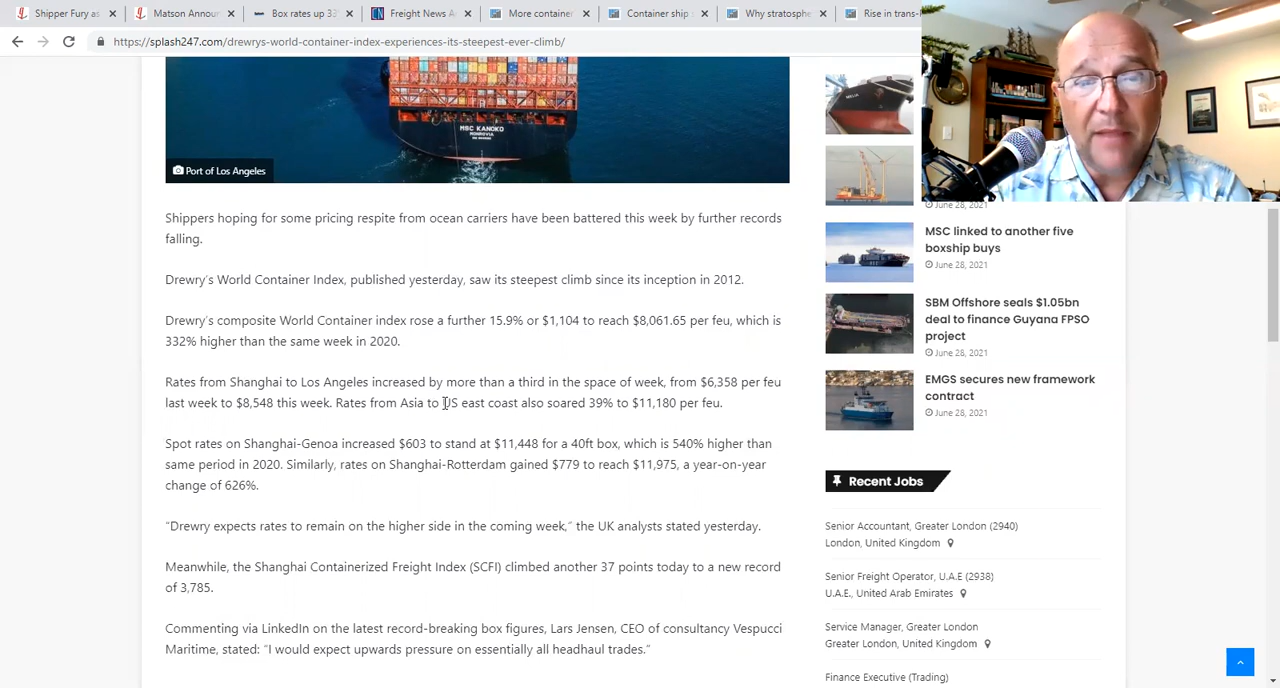 Shipper Fury as
Matson Announ
Box rates up 33
Freight News A
More container
Container ship
Why stratosphe
Rise in trans-
https://splash247.com/drewrys-world-container-index-experiences-its-steepest-ever-climb/
MSC KANOKO
MONROVIA
Port of Los Angeles
Shippers hoping for some pricing respite from ocean carriers have been battered this week by further records
falling.
Drewry's World Container Index, published yesterday, saw its steepest climb since its inception in 2012.
Drewry's composite World Container index rose a further 15.9% or $1,104 to reach $8,061.65 per feu, which is
332% higher than the same week in 2020.
Rates from Shanghai to Los Angeles increased by more than a third in the space of week, from $6,358 per feu
last week to $8,548 this week. Rates from Asia to US east coast also soared 39% to $11,180 per feu.
Spot rates on Shanghai-Genoa increased $603 to stand at $11,448 for a 40ft box, which is 540% higher than
same period in 2020. Similarly, rates on Shanghai-Rotterdam gained $779 to reach $11,975, a year-on-year
change of 626%.
"Drewry expects rates to remain on the higher side in the coming week," the UK analysts stated yesterday.
Meanwhile, the Shanghai Containerized Freight Index (SCFI) climbed another 37 points today to a new record
of 3,785.
Commenting via LinkedIn on the latest record-breaking box figures, Lars Jensen, CEO of consultancy Vespucci
Maritime, stated: "I would expect upwards pressure on essentially all headhaul trades."
June 28, 2021
MSC linked to another five
boxship buys
June 28, 2021
SBM Offshore seals $1.05bn
deal to finance Guyana FPSO
project
June 28, 2021
EMGS secures new framework
contract
June 28, 2021
Recent Jobs
Senior Accountant, Greater London (2940)
London, United Kingdom
Senior Freight Operator, U.A.E (2938)
U.A.E., United Arab Emirates
Service Manager, Greater London
Greater London, United Kingdom
Finance Executive (Trading)